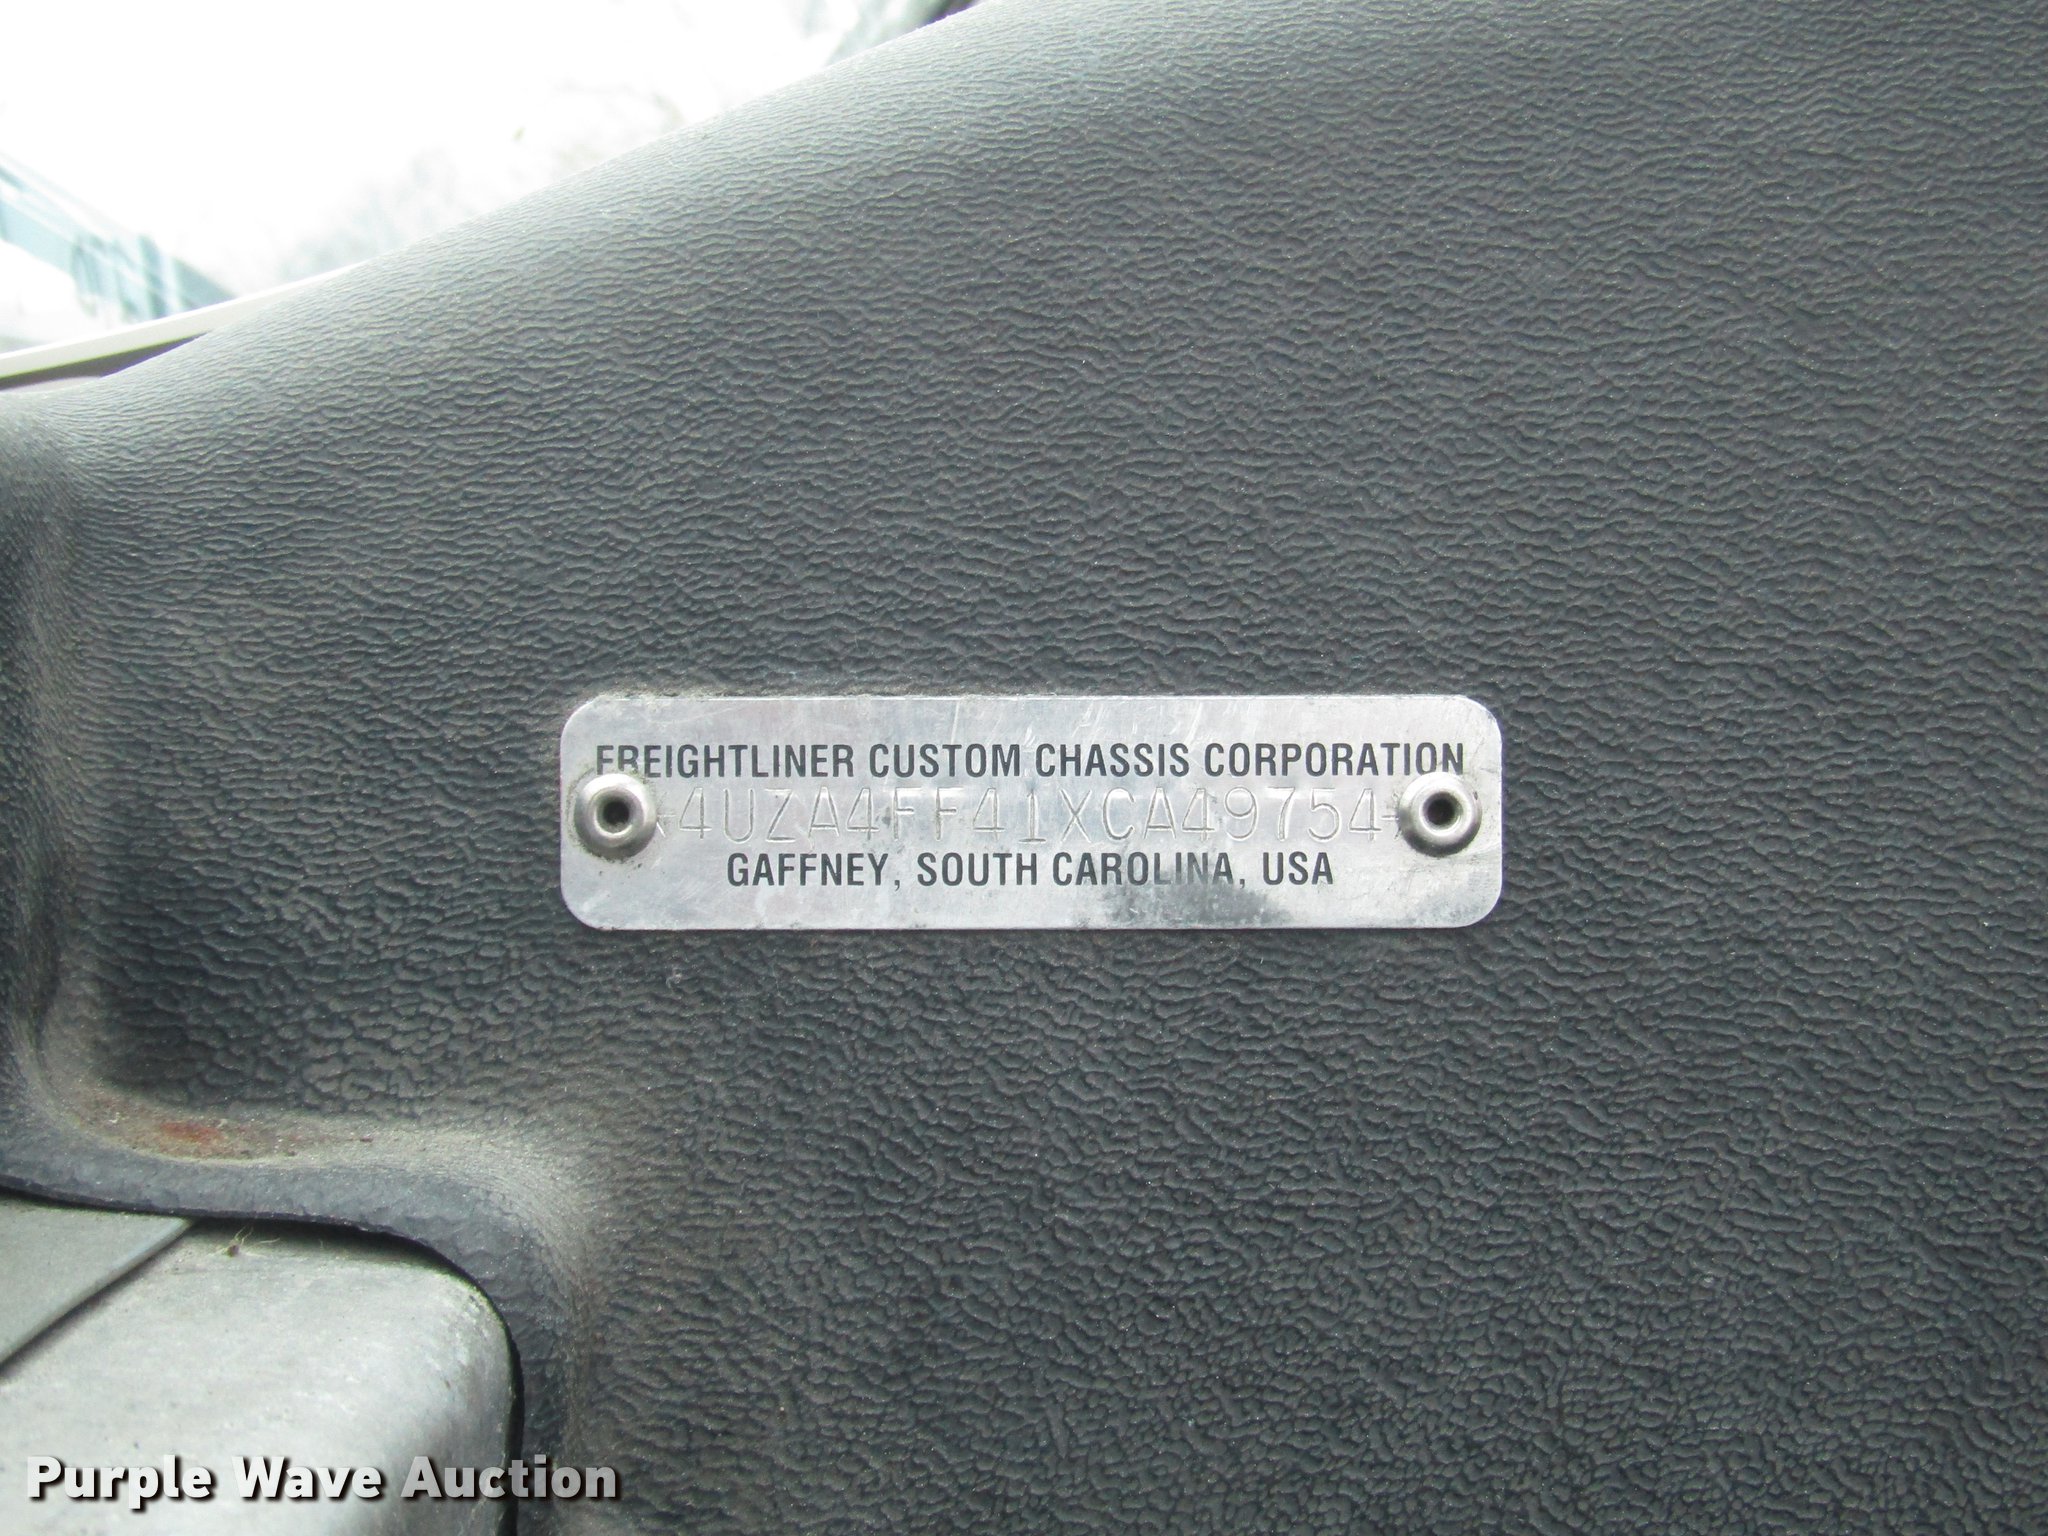 FREIGHTLINER CUSTOM CHASSIS CORPORATION
4UZA4FF41XCA49754
GAFFNEY, SOUTH CAROLINA, USA
Purple Wave Auction